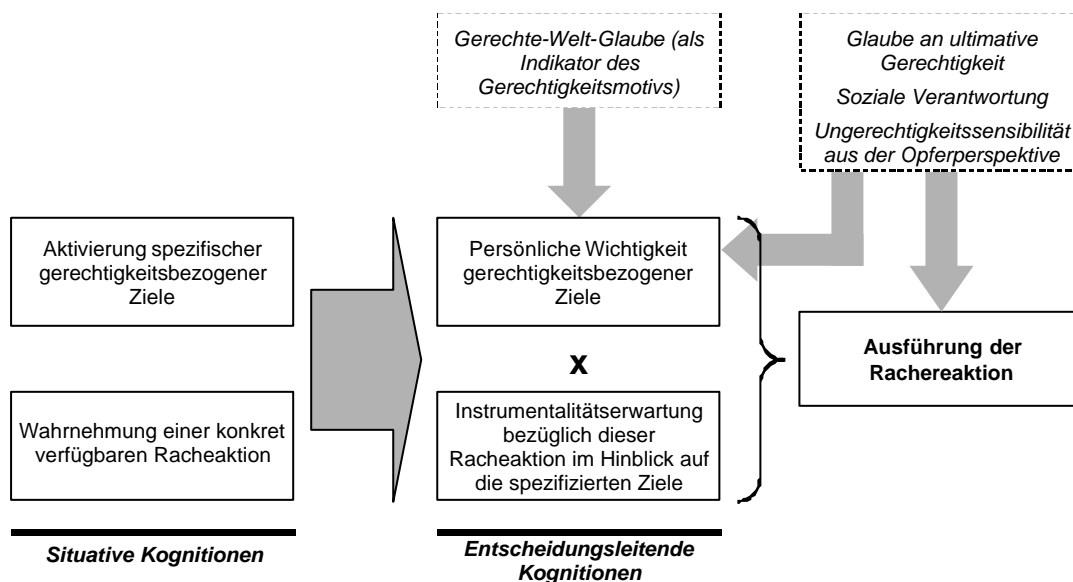 Gerechte-Welt-Glaube (als
Indikator des
Gerechtigkeitsmotivs)
Glaube an ultimative
Gerechtigkeit
Soziale Verantwortung
Ungerechtigkeitssensibilität
aus der Opferperspektive
Aktivierung spezifischer
gerechtigkeitsbezogener
Ziele
Persönliche Wichtigkeit
gerechtigkeitsbezogener
Ziele
x
Ausführung der
Rachereaktion
Wahrnehmung einer konkret
verfügbaren Racheaktion
Instrumentalitätserwartung
bezüglich dieser
Racheaktion im Hinblick auf
die spezifizierten Ziele
Situative Kognitionen
Entscheidungsleitende
Kognitionen